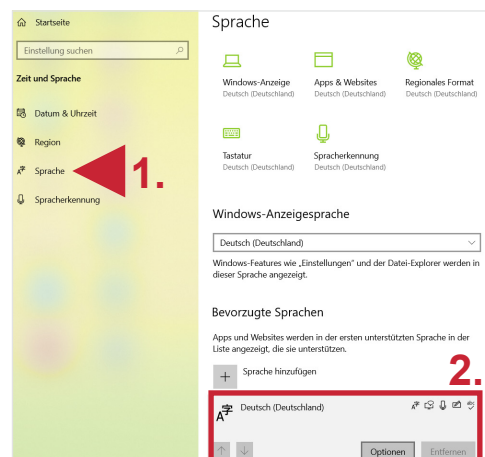 Startseite
Einstellung suchen
Zeit und Sprache
Datum & Uhrzeit
Region
Sprache
1.
Spracherkennung
Sprache
Windows-Anzeige
Deutsch (Deutschland)
Apps & Websites
Deutsch (Deutschland)
Regionales Format
Deutsch (Deutschland)
Tastatur
Deutsch (Deutschland)
Spracherkennung
Deutsch (Deutschland)
Windows-Anzeigesprache
Deutsch (Deutschland)
Windows-Features wie „Einstellungen" und der Datei-Explorer werden in
dieser Sprache angezeigt.
Bevorzugte Sprachen
Apps und Websites werden in der ersten unterstützten Sprache in der
Liste angezeigt, die sie unterstützen.
Sprache hinzufügen
2.
Deutsch (Deutschland)
Optionen
Entfernen